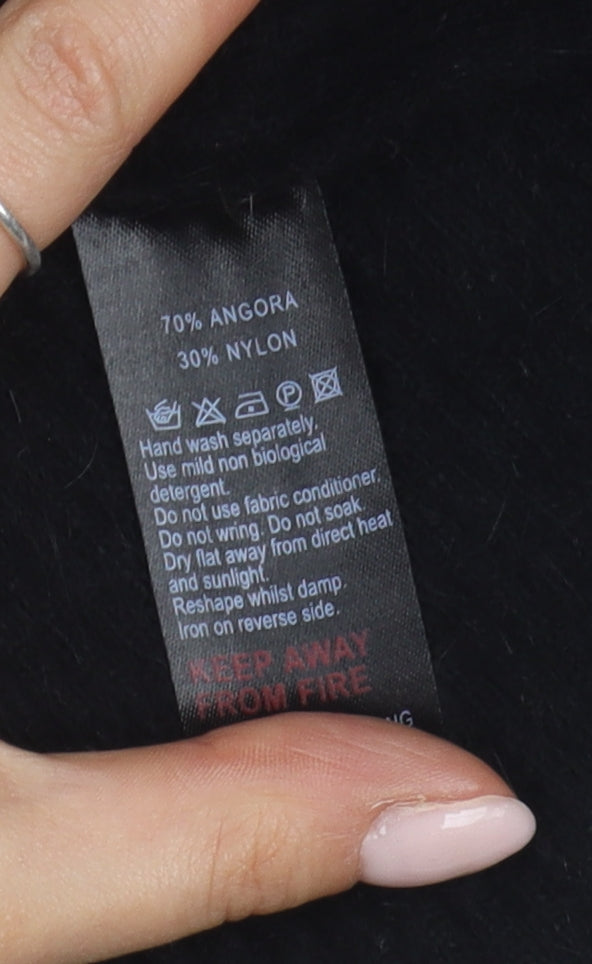 70% ANGORA
30% NYLON
P
Hand wash separately.
Use mild non biological
detergent.
Do not use fabric conditioner.
Do not wring. Do not soak.
Dry flat away from direct heat
and sunlight.
Reshape whilst damp.
Iron on reverse side.
KEEP AWAY
FROM FIRE